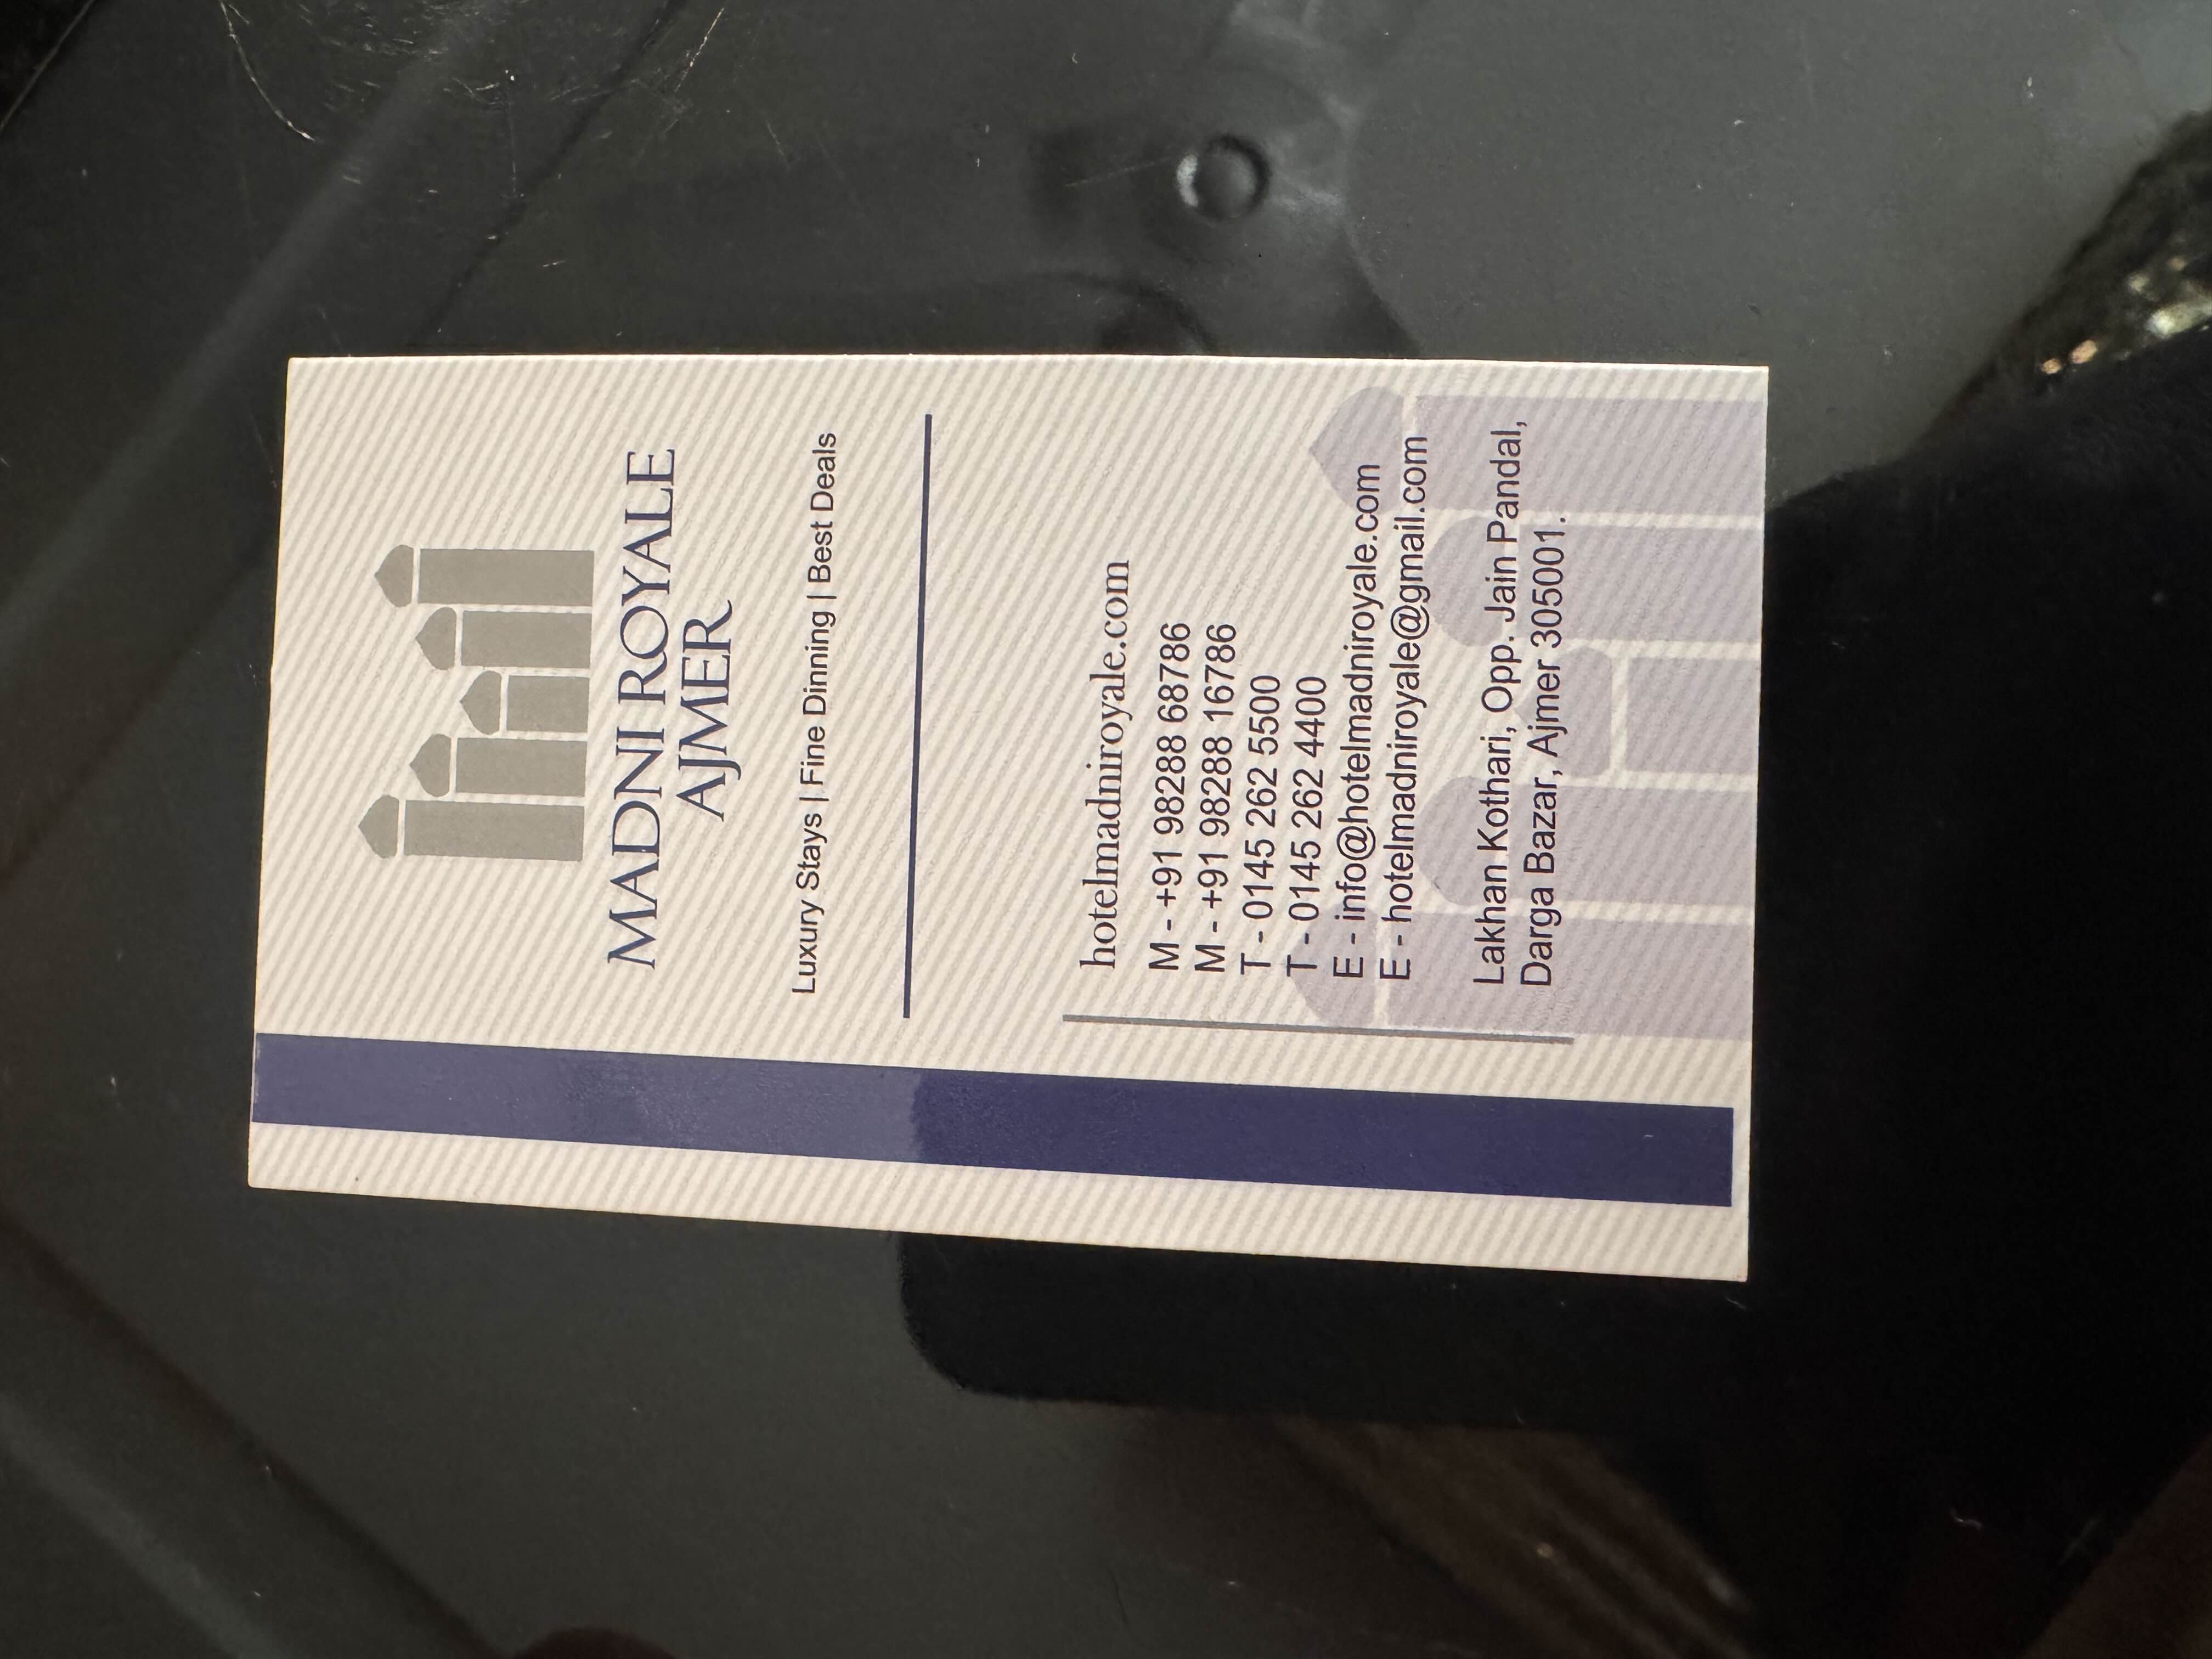 MADNI ROYALE
AJMER
Luxury Stays | Fine Dinning | Best Deals
hotelmadniroyale.com
M - +91 98288 68786
M - +91 98288 16786
T - 0145 262 5500
T - 0145 262 4400
E - info@hotelmadniroyale.com
E - hotelmadniroyale@gmail.com
Lakhan Kothari, Opp. Jain Pandal,
Darga Bazar, Ajmer 305001.